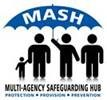 MASH
MULTI-AGENCY SAFEGUARDING HUB
PROTECTION • PROVISION • PREVENTION